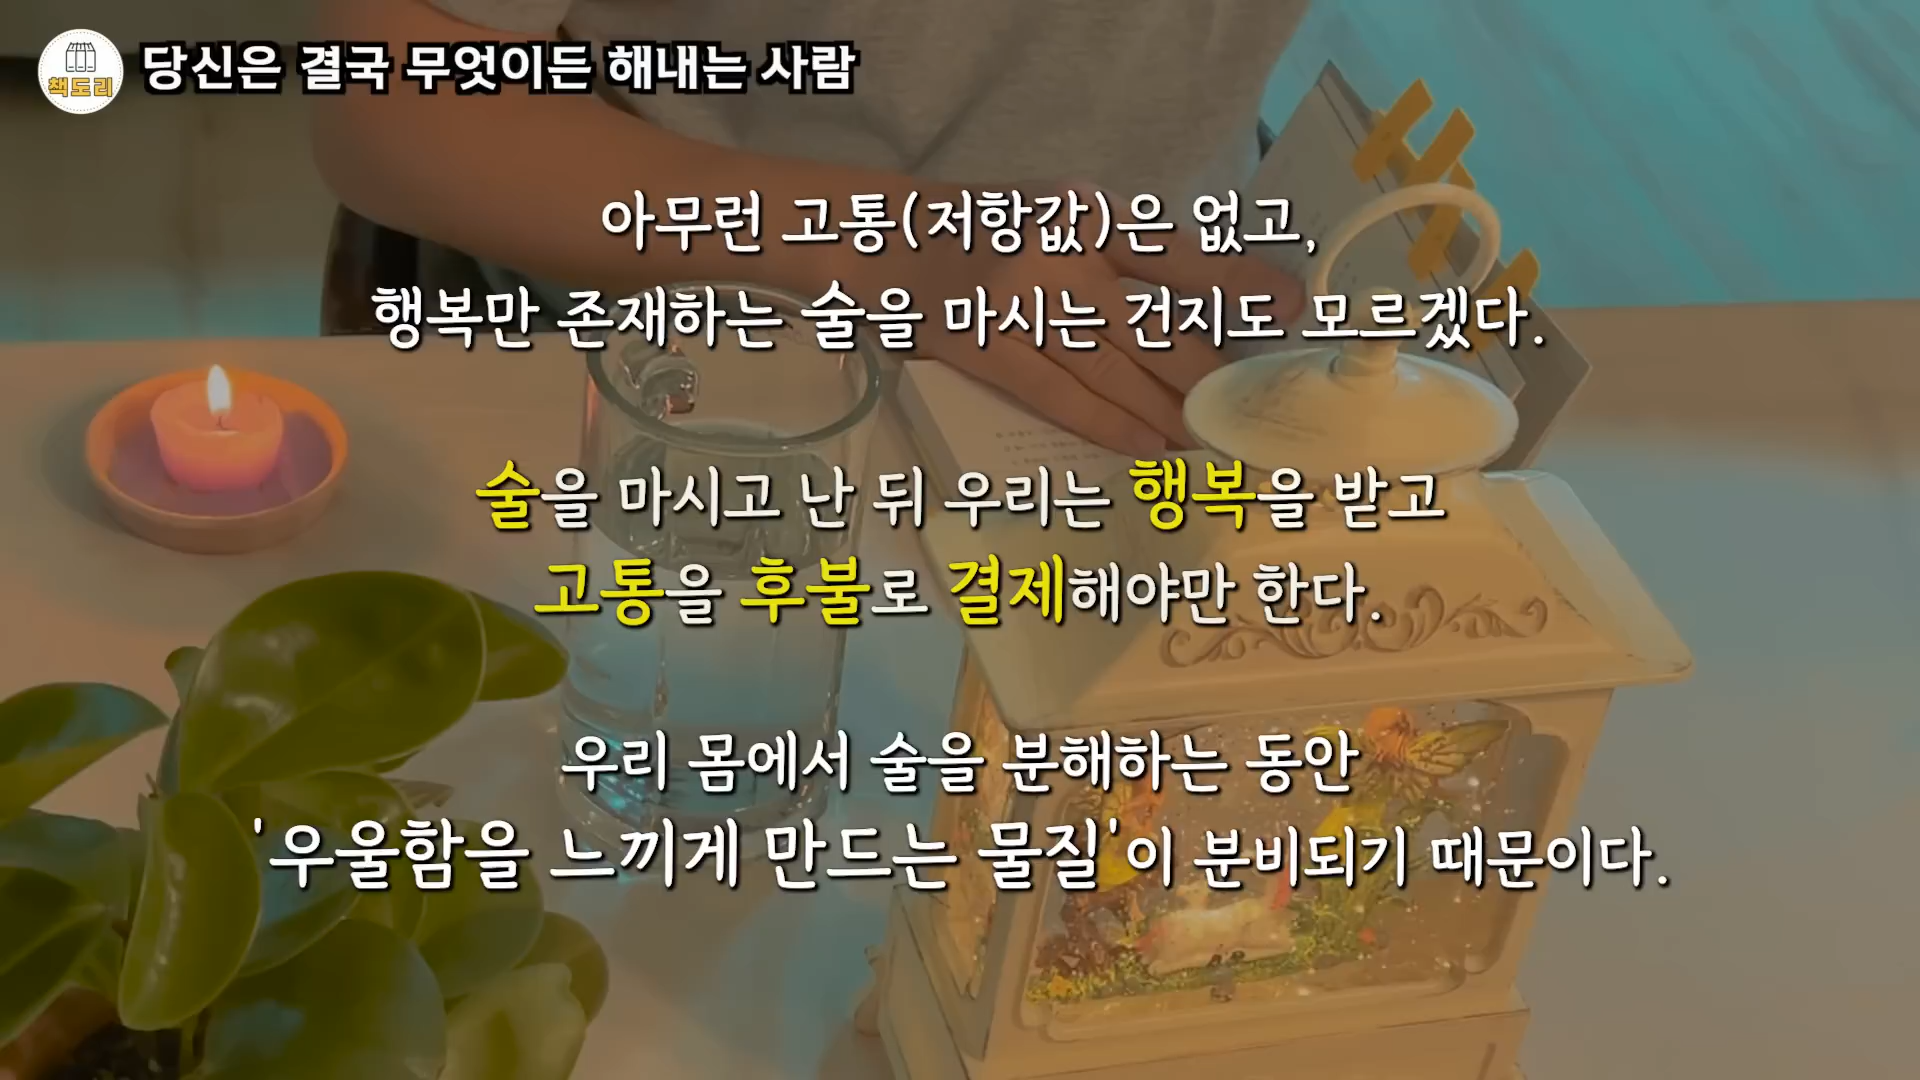 책도리
당신은 결국 무엇이든 해내는 사람
아무런 고통(저항값)은 없고,
행복만 존재하는 술을 마시는 건지도 모르겠다.
술을 마시고 난 뒤 우리는 행복을 받고
고통을 후불로 결제해야만 한다.
우리 몸에서 술을 분해하는 동안
'우울함을 느끼게 만드는 물질'이 분비되기 때문이다.